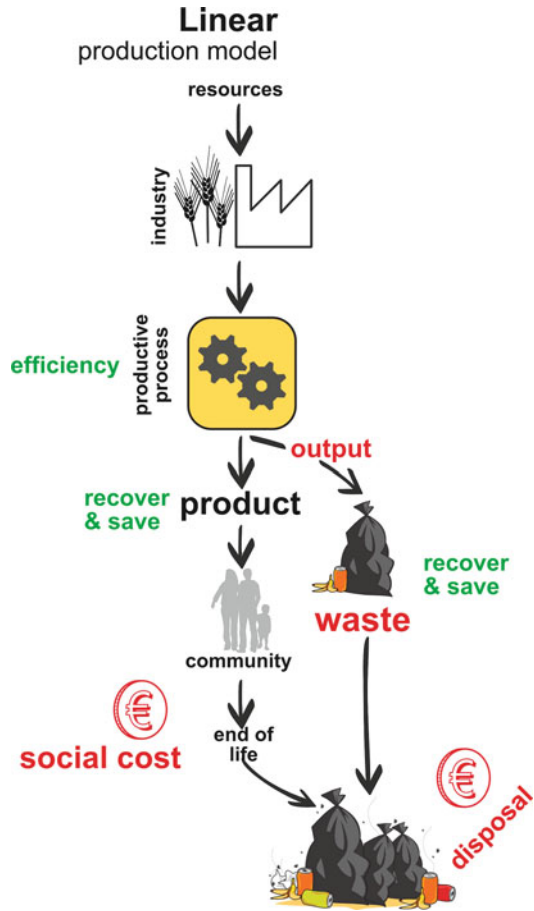 Linear
production model
resources
industry
productive
process
efficiency
output
recover
& save
product
recover
& save
waste
community
€
social cost
end of
life
€
disposal